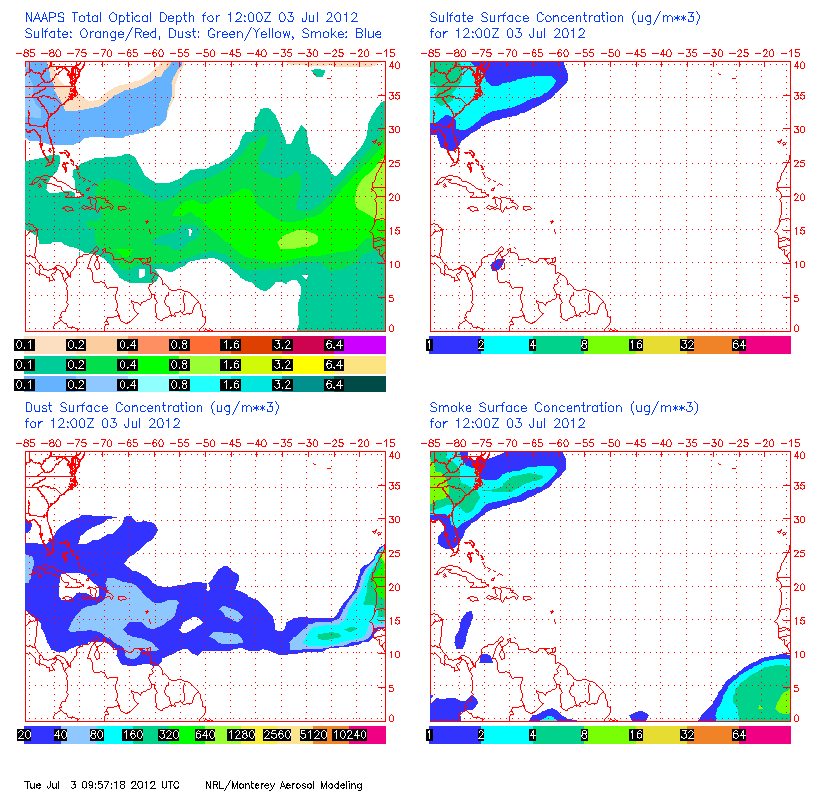 NAAPS Total Optical Depth for 12:00Z 03 Jul 2012
Sulfate: Orange/Red, Dust: Green/Yellow, Smoke: Blue
-85 -80 -75 -70 -65 -60 -55 -50 -45 -40 -35 -30 -25 -20 -15
40
35
30
25
20
15
10
5
0
0.1 0.2 0.4 0.8 1.6 3.2 6.4
0.1 0.2 0.4 0.8 1.6 3.2 6.4
0.1 0.2 0.4 0.8 1.6 3.2 6.4
Sulfate Surface Concentration (ug/m**3)
for 12:00Z 03 Jul 2012
-85 -80 -75 -70 -65 -60 -55 -50 -45 -40 -35 -30 -25 -20 -15
40
35
30
25
20
15
10
5
0
1 2 4 8 16 32 64
Dust Surface Concentration (ug/m**3)
for 12:00Z 03 Jul 2012
-85 -80 -75 -70 -65 -60 -55 -50 -45 -40 -35 -30 -25 -20 -15
40
35
30
25
20
15
10
5
0
20 40 80 160 320 640 1280 2560 5120 10240
Smoke Surface Concentration (ug/m**3)
for 12:00Z 03 Jul 2012
-85 -80 -75 -70 -65 -60 -55 -50 -45 -40 -35 -30 -25 -20 -15
40
35
30
25
20
15
10
5
0
1 2 4 8 16 32 64
Tue Jul 3 09:57:18 2012 UTC NRL/Monterey Aerosol Modeling